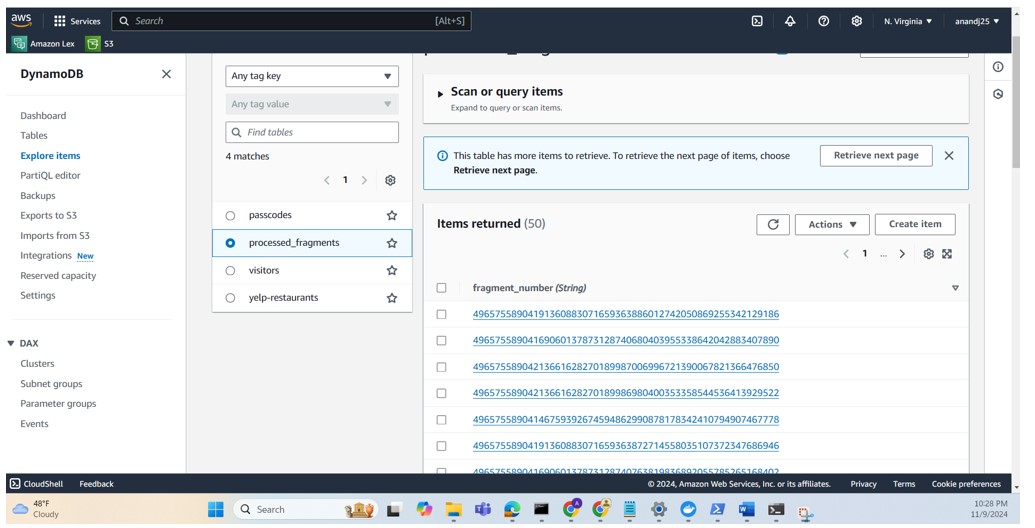 aws
Services
Search
[Alt+S]
N. Virginia
anandj25
Amazon Lex
S3
DynamoDB
Dashboard
Tables
Explore items
PartiQL editor
Backups
Exports to S3
Imports from S3
Integrations New
Reserved capacity
Settings
DAX
Clusters
Subnet groups
Parameter groups
Events
Any tag key
Any tag value
Find tables
4 matches
1
passcodes
processed_fragments
visitors
yelp-restaurants
Scan or query items
Expand to query or scan items.
This table has more items to retrieve. To retrieve the next page of items, choose
Retrieve next page.
Retrieve next page
Items returned (50)
Actions
Create item
1 ...
fragment_number (String)
49657558904191360883071659363886012742050869255342129186
49657558904169060137873128740680403955338642042883407890
49657558904213661628270189987006996721390067821366476850
49657558904213661628270189986980400353358544536413929522
49657558904146759392674594862990878178342410794907467778
49657558904191360883071659363872714558035107372347686946
CloudShell
Feedback
© 2024, Amazon Web Services, Inc. or its affiliates.
Privacy
Terms
Cookie preferences
48°F
Cloudy
Search
10:28 PM
11/9/2024